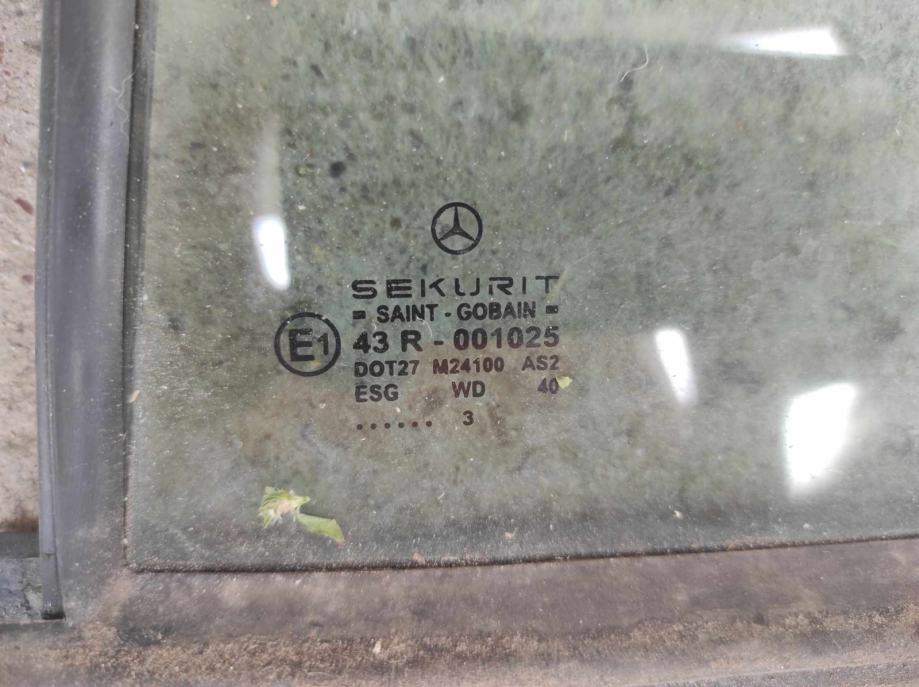 SEKURIT
SAINT - GOBAIN
E1 43 R - 001025
DOT27 M24100 AS2
ESG WD 40
...... 3